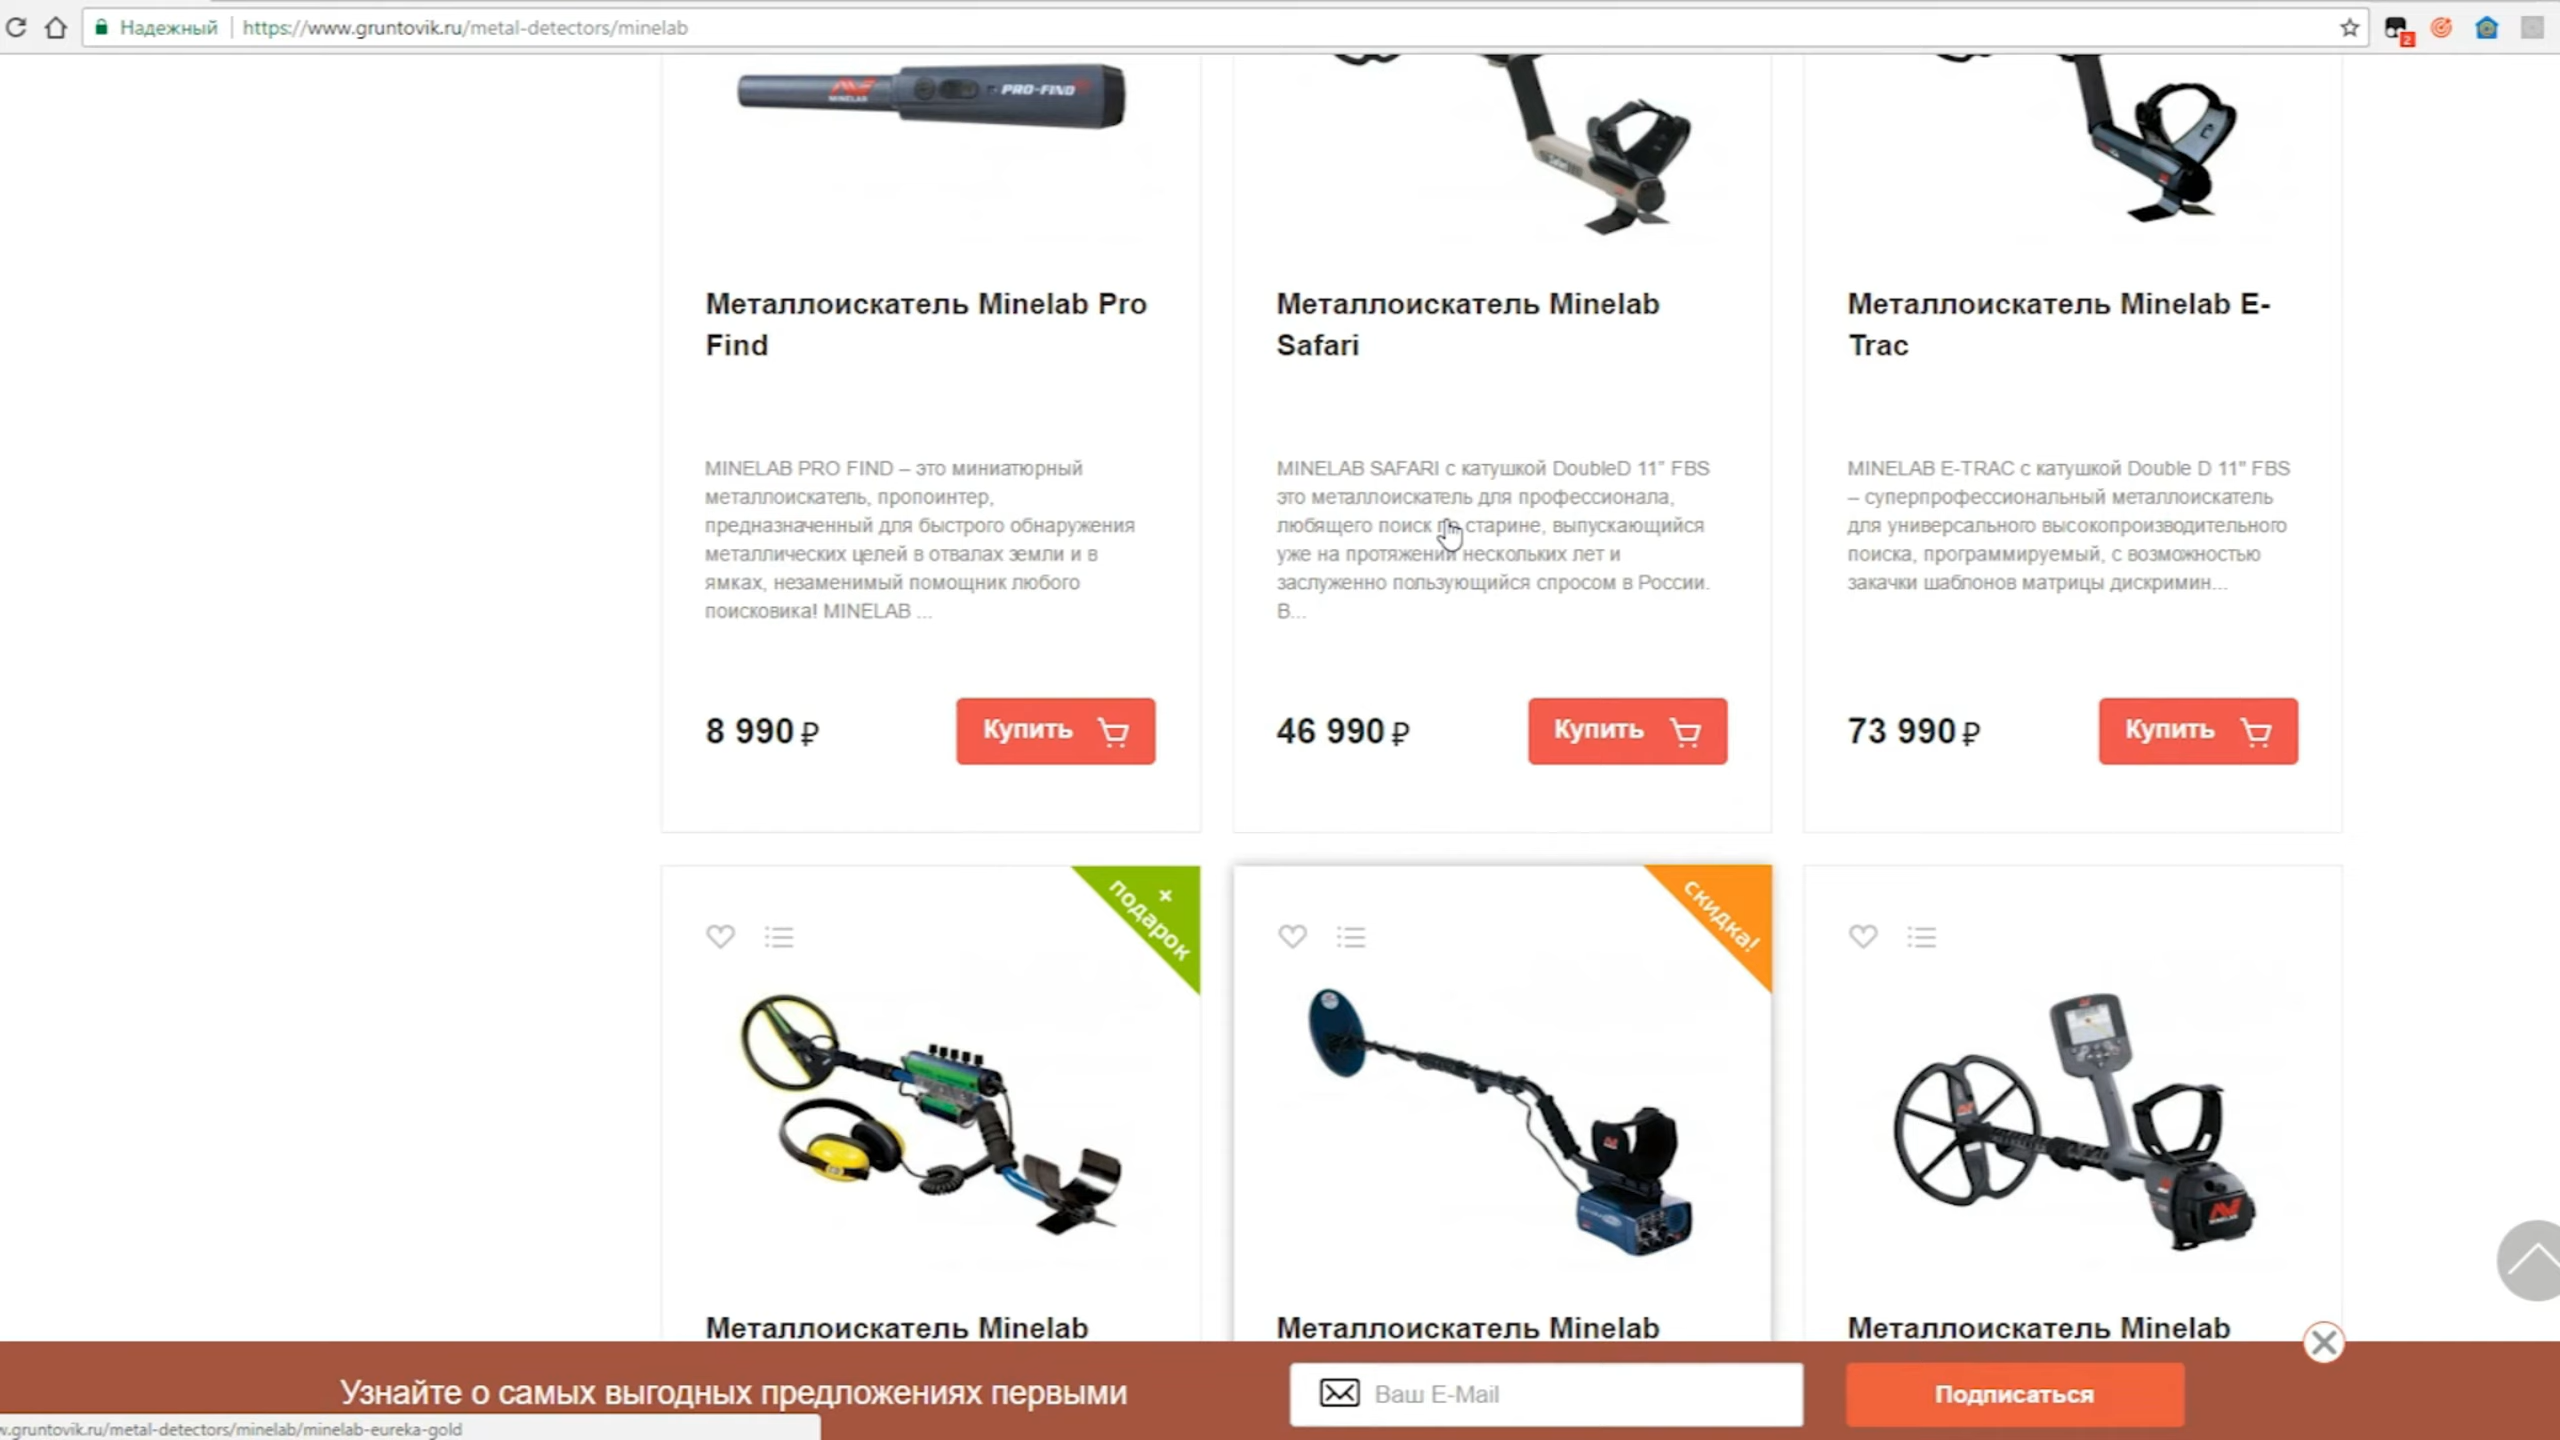 Надежный https://www.gruntovik.ru/metal-detectors/minelab
2
MINELAB PRO-FIND
Металлоискатель Minelab Pro
Find
MINELAB PRO FIND – это миниатюрный
металлоискатель, пропоинтер,
предназначенный для быстрого обнаружения
металлических целей в отвалах земли и в
ямках, незаменимый помощник любого
поисковика! MINELAB ...
8 990 ₽
Купить
Металлоискатель Minelab
Safari
MINELAB SAFARI с катушкой DoubleD 11" FBS
это металлоискатель для профессионала,
любящего поиск по старине, выпускающийся
уже на протяжении нескольких лет и
заслуженно пользующийся спросом в России.
В...
46 990 ₽
Купить
Металлоискатель Minelab E-
Trac
MINELAB E-TRAC с катушкой Double D 11" FBS
– суперпрофессиональный металлоискатель
для универсального высокопроизводительного
поиска, программируемый, с возможностью
закачки шаблонов матрицы дискримин...
73 990 ₽
Купить
+
подарок
Металлоискатель Minelab
скидка!
Металлоискатель Minelab
MINELAB
Металлоискатель Minelab
Узнайте о самых выгодных предложениях первыми
Ваш E-Mail
Подписаться
w.gruntovik.ru/metal-detectors/minelab/minelab-eureka-gold